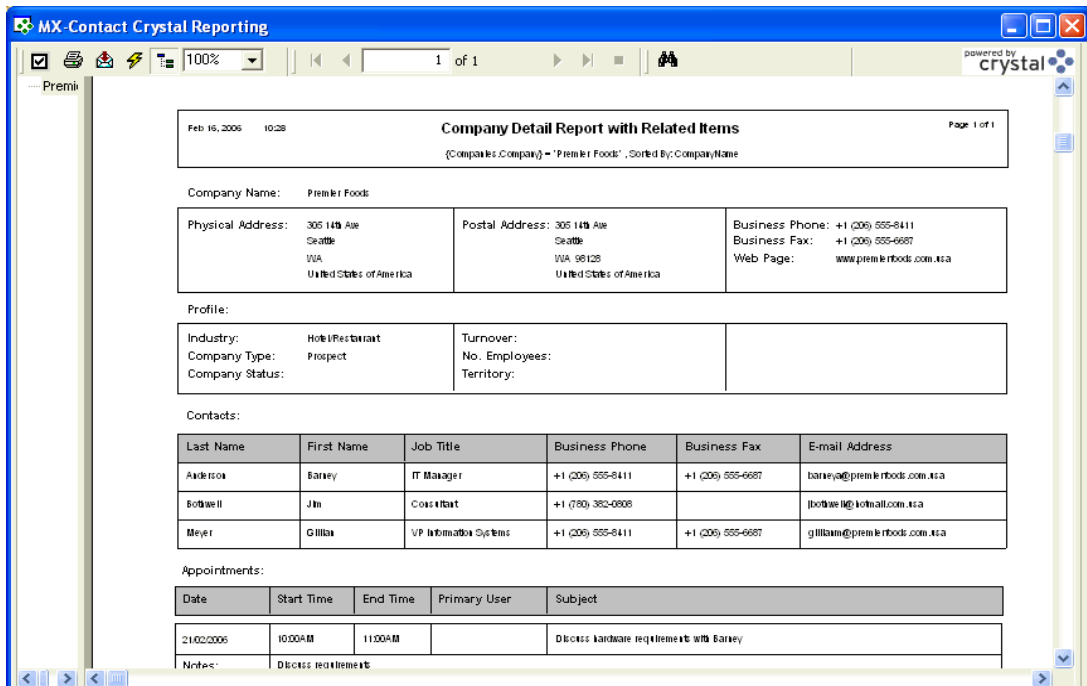 MX-Contact Crystal Reporting
100% 1 of 1 powered by crystal
Premi
Feb 16, 2006 10:28 Company Detail Report with Related Items Page 1 of 1
{Companies.Company} = 'Premier Foods' , Sorted By: CompanyName
Company Name: Premier Foods
Physical Address: 305 14th Ave Postal Address: 305 14th Ave Business Phone: +1 (206) 555-8411
Seattle Seattle Business Fax: +1 (206) 555-6687
WA WA 98128 Web Page: www.premierfoods.com.usa
United States of America United States of America
Profile:
Industry: Hotel/Restaurant Turnover:
Company Type: Prospect No. Employees:
Company Status: Territory:
Contacts:
Last Name First Name Job Title Business Phone Business Fax E-mail Address
Anderson Barney IT Manager +1 (206) 555-8411 +1 (206) 555-6687 barneya@premierfoods.com.usa
Bothwell Jim Consultant +1 (780) 382-0808 jbothwell@hotmail.com.usa
Meyer Gillian VP Information Systems +1 (206) 555-8411 +1 (206) 555-6687 gillianm@premierfoods.com.usa
Appointments:
Date Start Time End Time Primary User Subject
21/02/2006 10:00AM 11:00AM Discuss hardware requirements with Barney
Notes: Discuss requirements